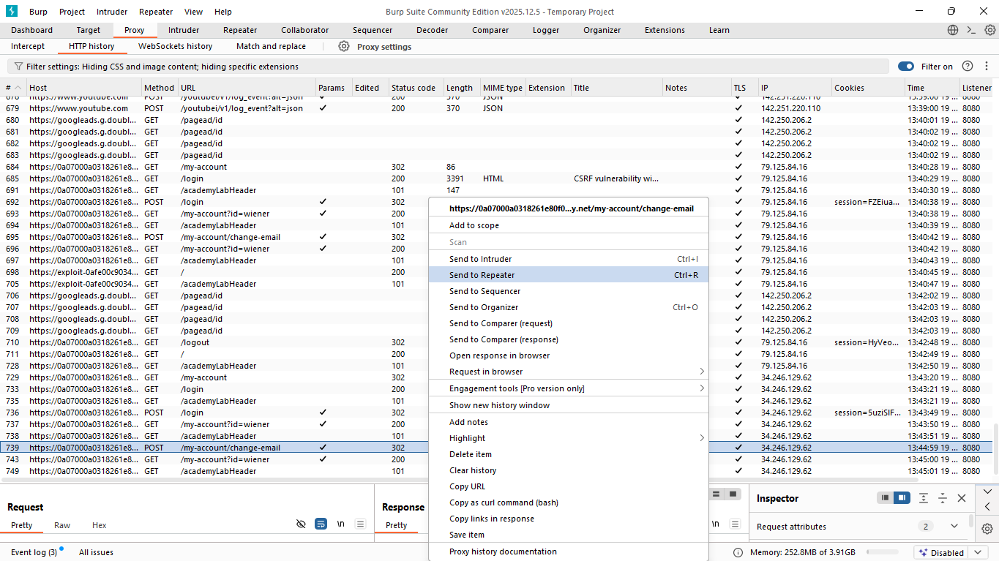 Burp Project Intruder Repeater View Help Burp Suite Community Edition v2025.12.5 - Temporary Project
Dashboard Target Proxy Intruder Repeater Collaborator Sequencer Decoder Comparer Logger Organizer Extensions Learn
Intercept HTTP history WebSockets history Match and replace Proxy settings
Filter settings: Hiding CSS and image content; hiding specific extensions Filter on
# Host Method URL Params Edited Status code Length MIME type Extension Title Notes TLS IP Cookies Time Listener
678 https://www.youtube.com POST /youtubei/v1/log_event?alt=json ✓ 200 370 JSON ✓ 142.251.220.110 13:39:00 19 ... 8080
679 https://www.youtube.com POST /youtubei/v1/log_event?alt=json ✓ 200 370 JSON ✓ 142.251.220.110 13:39:00 19 ... 8080
680 https://googleads.g.doubl... GET /pagead/id ✓ 142.250.206.2 13:40:01 19 ... 8080
681 https://googleads.g.doubl... GET /pagead/id ✓ 142.250.206.2 13:40:02 19 ... 8080
682 https://googleads.g.doubl... GET /pagead/id ✓ 142.250.206.2 13:40:02 19 ... 8080
683 https://googleads.g.doubl... GET /pagead/id ✓ 142.250.206.2 13:40:02 19 ... 8080
684 https://0a07000a0318261e8... GET /my-account 302 86 ✓ 79.125.84.16 13:40:28 19 ... 8080
685 https://0a07000a0318261e8... GET /login 200 3391 HTML CSRF vulnerability wi... ✓ 79.125.84.16 13:40:29 19 ... 8080
691 https://0a07000a0318261e8... GET /academyLabHeader 101 147 ✓ 79.125.84.16 13:40:30 19 ... 8080
692 https://0a07000a0318261e8... POST /login ✓ 302 ✓ 79.125.84.16 session=FZEiua... 13:40:38 19 ... 8080
693 https://0a07000a0318261e8... GET /my-account?id=wiener ✓ 200 ✓ 79.125.84.16 13:40:38 19 ... 8080
694 https://0a07000a0318261e8... GET /academyLabHeader 101 ✓ 79.125.84.16 13:40:39 19 ... 8080
695 https://0a07000a0318261e8... POST /my-account/change-email ✓ 302 ✓ 79.125.84.16 13:40:42 19 ... 8080
696 https://0a07000a0318261e8... GET /my-account?id=wiener ✓ 200 ✓ 79.125.84.16 13:40:42 19 ... 8080
697 https://0a07000a0318261e8... GET /academyLabHeader 101 ✓ 79.125.84.16 13:40:43 19 ... 8080
698 https://exploit-0afe00c9034... GET / 200 ✓ 79.125.84.16 13:40:45 19 ... 8080
705 https://exploit-0afe00c9034... GET /academyLabHeader 101 ✓ 79.125.84.16 13:40:47 19 ... 8080
706 https://googleads.g.doubl... GET /pagead/id ✓ 142.250.206.2 13:42:02 19 ... 8080
707 https://googleads.g.doubl... GET /pagead/id ✓ 142.250.206.2 13:42:03 19 ... 8080
708 https://googleads.g.doubl... GET /pagead/id ✓ 142.250.206.2 13:42:03 19 ... 8080
709 https://googleads.g.doubl... GET /pagead/id ✓ 142.250.206.2 13:42:03 19 ... 8080
710 https://0a07000a0318261e8... GET /logout 302 ✓ 79.125.84.16 session=HyVeo... 13:42:48 19 ... 8080
711 https://0a07000a0318261e8... GET / 200 ✓ 79.125.84.16 13:42:49 19 ... 8080
728 https://0a07000a0318261e8... GET /academyLabHeader 101 ✓ 79.125.84.16 13:42:50 19 ... 8080
729 https://0a07000a0318261e8... GET /my-account 302 ✓ 34.246.129.62 13:43:20 19 ... 8080
733 https://0a07000a0318261e8... GET /login 200 ✓ 34.246.129.62 13:43:21 19 ... 8080
735 https://0a07000a0318261e8... GET /academyLabHeader 101 ✓ 34.246.129.62 13:43:21 19 ... 8080
736 https://0a07000a0318261e8... POST /login ✓ 302 ✓ 34.246.129.62 session=5uziSIF... 13:43:49 19 ... 8080
737 https://0a07000a0318261e8... GET /my-account?id=wiener ✓ 200 ✓ 34.246.129.62 13:43:50 19 ... 8080
738 https://0a07000a0318261e8... GET /academyLabHeader 101 ✓ 34.246.129.62 13:43:51 19 ... 8080
739 https://0a07000a0318261e8... POST /my-account/change-email ✓ 302 ✓ 34.246.129.62 13:44:59 19 ... 8080
743 https://0a07000a0318261e8... GET /my-account?id=wiener ✓ 200 ✓ 34.246.129.62 13:45:00 19 ... 8080
749 https://0a07000a0318261e8... GET /academyLabHeader 101 ✓ 34.246.129.62 13:45:01 19 ... 8080
https://0a07000a0318261e80f0...y.net/my-account/change-email
Add to scope
Scan
Send to Intruder Ctrl+I
Send to Repeater Ctrl+R
Send to Sequencer
Send to Organizer Ctrl+O
Send to Comparer (request)
Send to Comparer (response)
Open response in browser
Request in browser
Engagement tools [Pro version only]
Show new history window
Add notes
Highlight
Delete item
Clear history
Copy URL
Copy as curl command (bash)
Copy links in response
Save item
Proxy history documentation
Request
Pretty Raw Hex \n
Response
Pretty \n
Inspector
Request attributes 2
Event log (3) All issues Memory: 252.8MB of 3.91GB Disabled